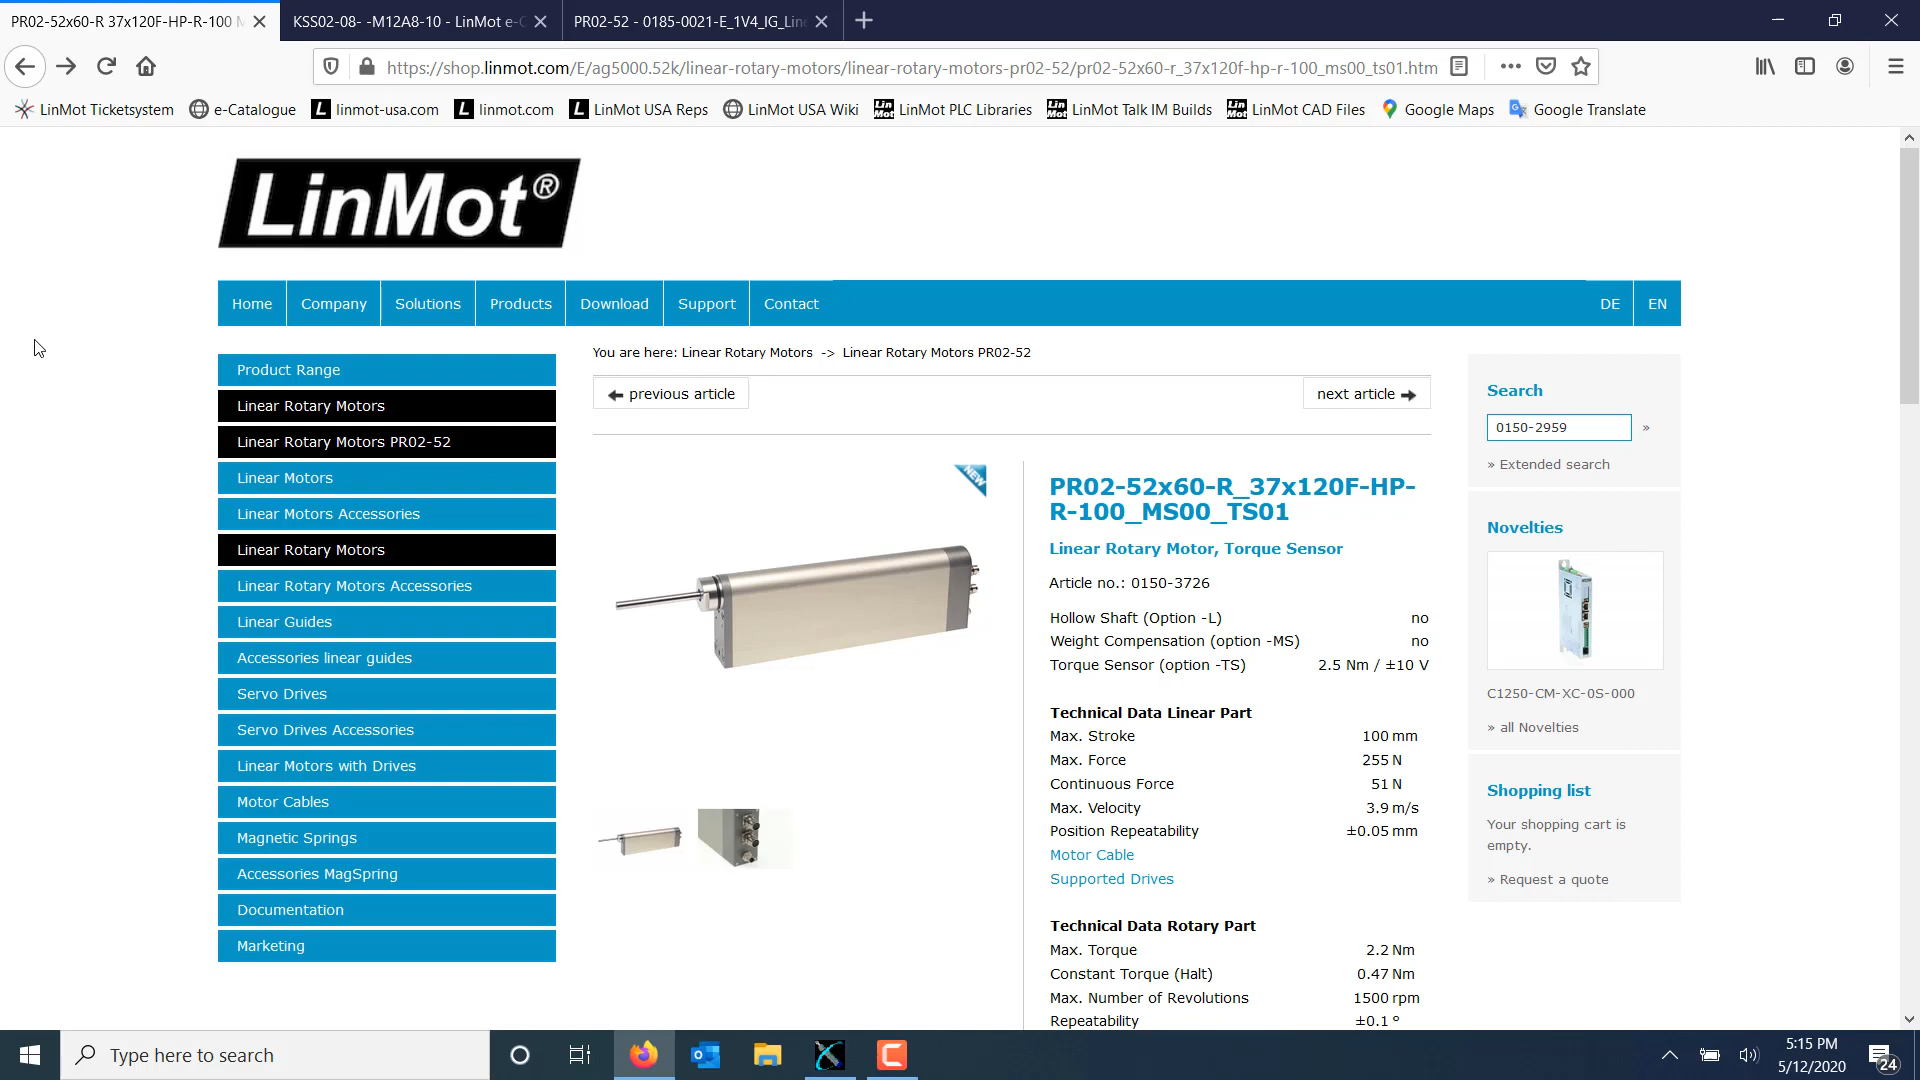 PR02-52x60-R 37x120F-HP-R-100
KSS02-08- -M12A8-10 - LinMot e-C
PR02-52 - 0185-0021-E_1V4_IG_Line
https://shop.linmot.com/E/ag5000.52k/linear-rotary-motors/linear-rotary-motors-pr02-52/pr02-52x60-r_37x120f-hp-r-100_ms00_ts01.htm
LinMot Ticketsystem
e-Catalogue
linmot-usa.com
linmot.com
LinMot USA Reps
LinMot USA Wiki
LinMot PLC Libraries
LinMot Talk IM Builds
LinMot CAD Files
Google Maps
Google Translate
LinMot®
Home
Company
Solutions
Products
Download
Support
Contact
DE
EN
Product Range
Linear Rotary Motors
Linear Rotary Motors PR02-52
Linear Motors
Linear Motors Accessories
Linear Rotary Motors
Linear Rotary Motors Accessories
Linear Guides
Accessories linear guides
Servo Drives
Servo Drives Accessories
Linear Motors with Drives
Motor Cables
Magnetic Springs
Accessories MagSpring
Documentation
Marketing
You are here: Linear Rotary Motors -> Linear Rotary Motors PR02-52
previous article
next article
NEW
PR02-52x60-R_37x120F-HP-
R-100_MS00_TS01
Linear Rotary Motor, Torque Sensor
Article no.: 0150-3726
Hollow Shaft (Option -L) no
Weight Compensation (option -MS) no
Torque Sensor (option -TS) 2.5 Nm / ±10 V
Technical Data Linear Part
Max. Stroke 100 mm
Max. Force 255 N
Continuous Force 51 N
Max. Velocity 3.9 m/s
Position Repeatability ±0.05 mm
Motor Cable
Supported Drives
Technical Data Rotary Part
Max. Torque 2.2 Nm
Constant Torque (Halt) 0.47 Nm
Max. Number of Revolutions 1500 rpm
Repeatability ±0.1 º
Search
0150-2959 »
» Extended search
Novelties
C1250-CM-XC-0S-000
» all Novelties
Shopping list
Your shopping cart is
empty.
» Request a quote
Type here to search
5:15 PM
5/12/2020
24